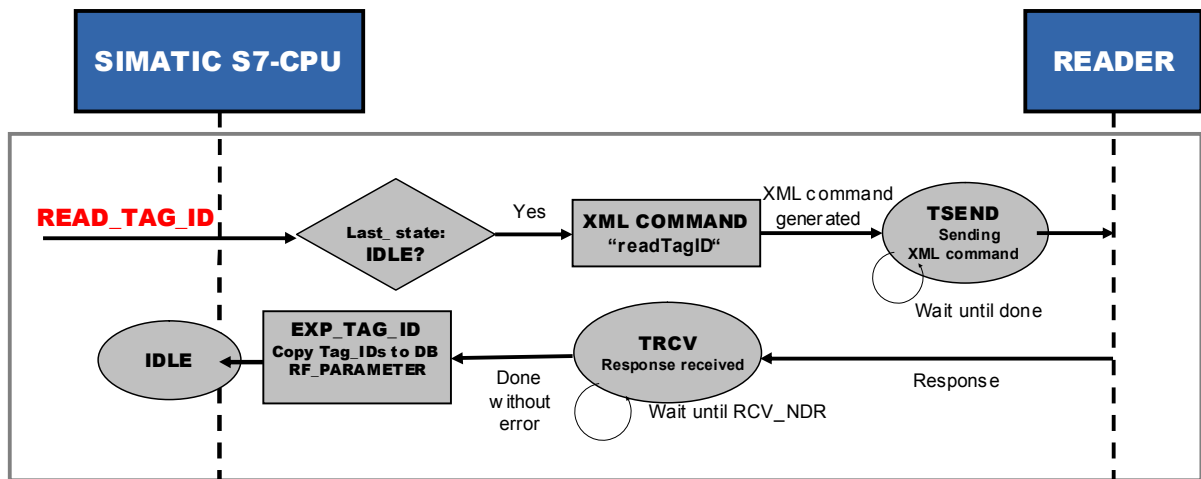 SIMATIC S7-CPU
READER
READ_TAG_ID
Last_ state:
IDLE?
Yes
XML COMMAND
“readTagID“
XML command
generated
TSEND
Sending
XML command
Wait until done
IDLE
EXP_TAG_ID
Copy Tag_IDs to DB
RF_PARAMETER
Done
without
error
TRCV
Response received
Wait until RCV_NDR
Response